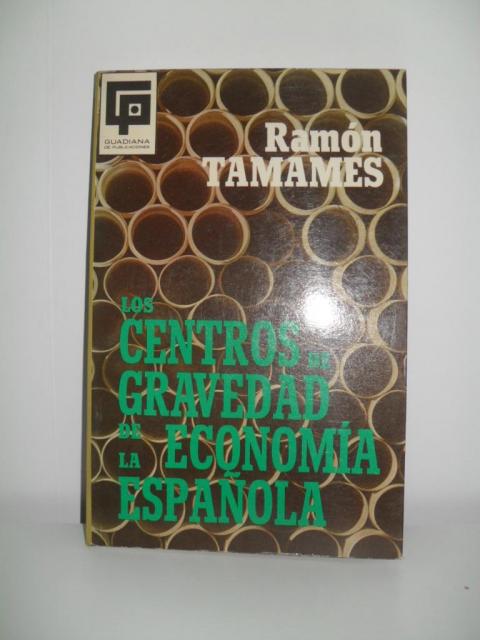 GUADIANA
DE PUBLICACIONES
Ramón
TAMAMES
LOS
CENTROS DE
GRAVEDAD
DE
LA ECONOMÍA
ESPAÑOLA